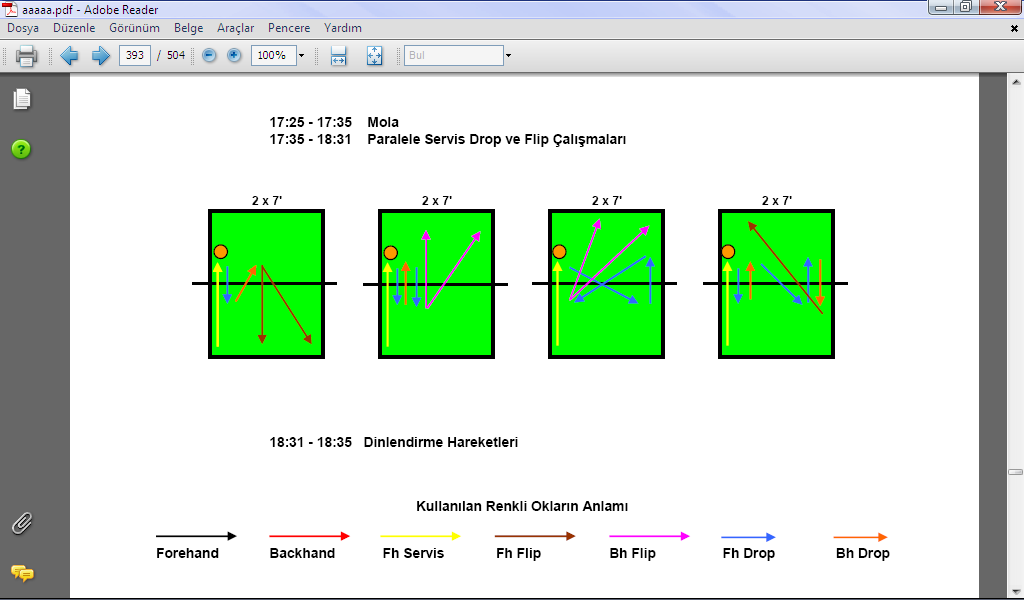 aaaaa.pdf - Adobe Reader
Dosya Düzenle Görünüm Belge Araçlar Pencere Yardım
393 / 504 100% Bul
17:25 - 17:35 Mola
17:35 - 18:31 Paralele Servis Drop ve Flip Çalışmaları
2 x 7' 2 x 7' 2 x 7' 2 x 7'
18:31 - 18:35 Dinlendirme Hareketleri
Kullanılan Renkli Okların Anlamı
Forehand Backhand Fh Servis Fh Flip Bh Flip Fh Drop Bh Drop